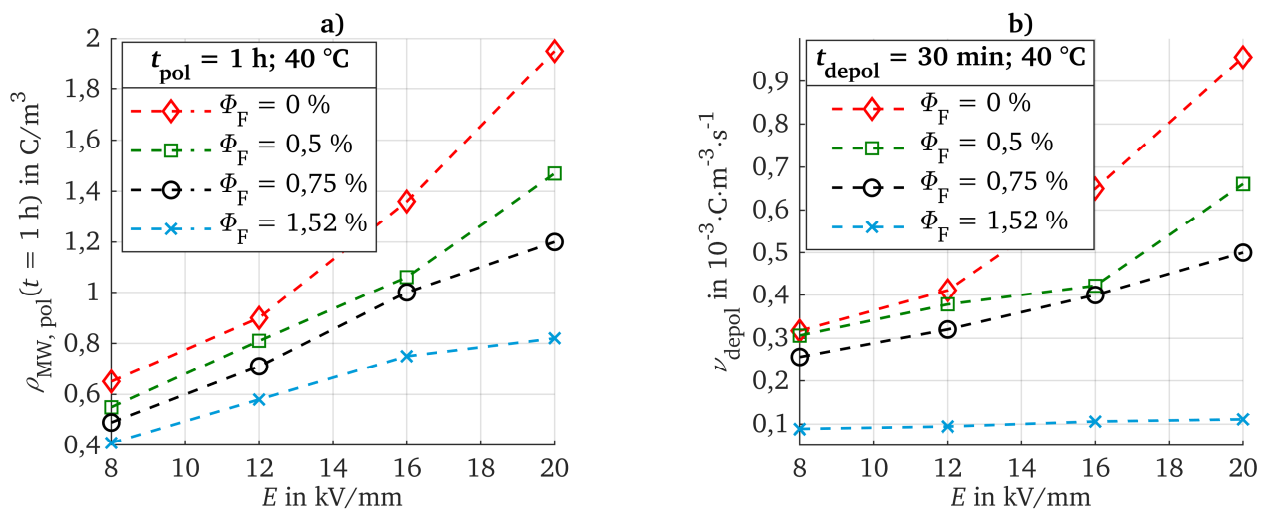 a)
t_pol = 1 h; 40 °C
Φ_F = 0 %
Φ_F = 0,5 %
Φ_F = 0,75 %
Φ_F = 1,52 %
ρ_MW, pol(t = 1 h) in C/m³
2
1,8
1,6
1,4
1,2
1
0,8
0,6
0,4
8 10 12 14 16 18 20
E in kV/mm
b)
t_depol = 30 min; 40 °C
Φ_F = 0 %
Φ_F = 0,5 %
Φ_F = 0,75 %
Φ_F = 1,52 %
ν_depol in 10⁻³·C·m⁻³·s⁻¹
0,9
0,8
0,7
0,6
0,5
0,4
0,3
0,2
0,1
8 10 12 14 16 18 20
E in kV/mm